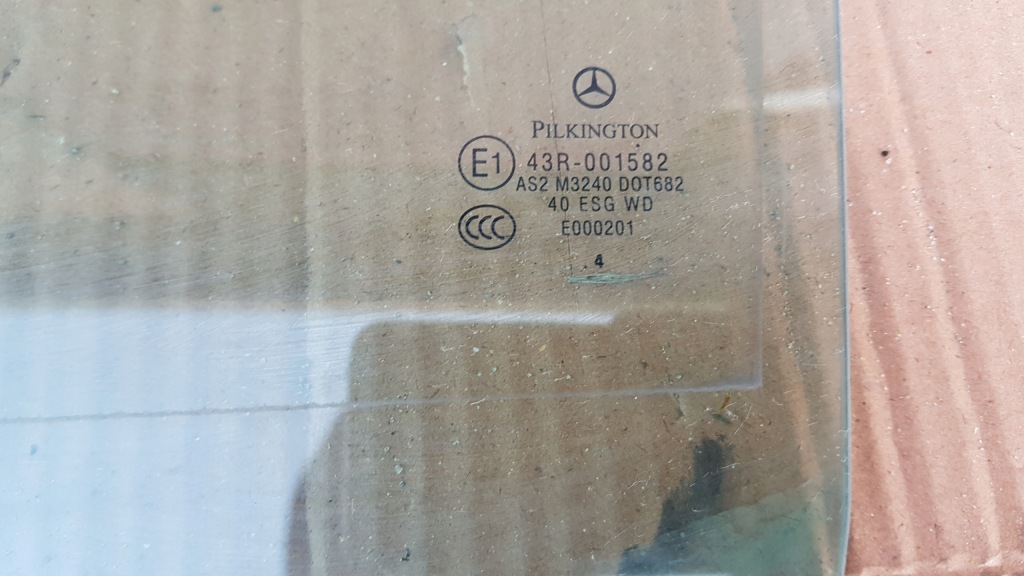 PILKINGTON
E1 43R-001582
AS2 M3240 DOT682
40 ESG WD
CCC E000201
.4